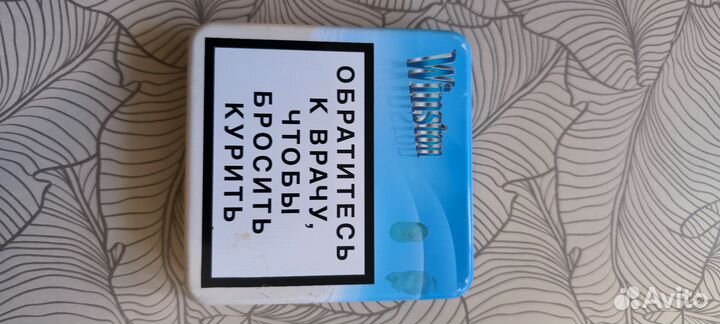 Winston
ОБРАТИТЕСЬ
К ВРАЧУ,
ЧТОБЫ
БРОСИТЬ
КУРИТЬ
Avito